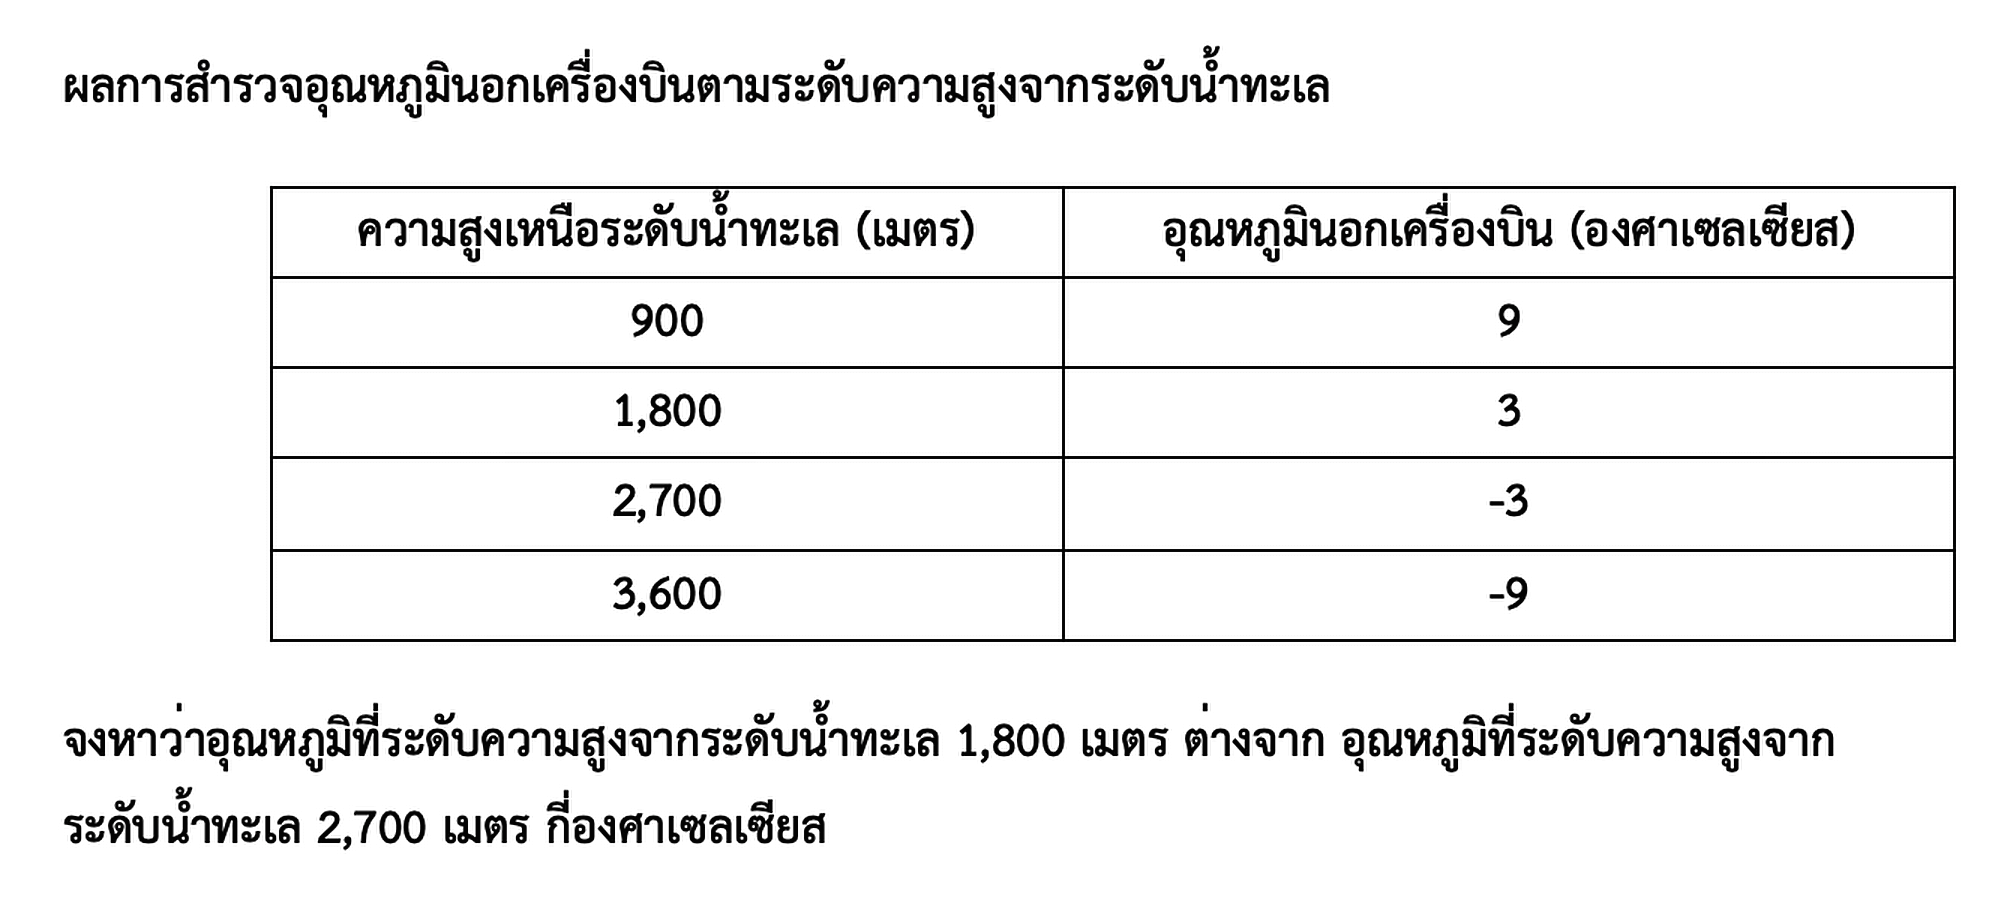 ผลการสำรวจอุณหภูมินอกเครื่องบินตามระดับความสูงจากระดับน้ำทะเล
ความสูงเหนือระดับน้ำทะเล (เมตร) อุณหภูมินอกเครื่องบิน (องศาเซลเซียส)
900 9
1,800 3
2,700 -3
3,600 -9
จงหาว่าอุณหภูมิที่ระดับความสูงจากระดับน้ำทะเล 1,800 เมตร ต่างจาก อุณหภูมิที่ระดับความสูงจาก
ระดับน้ำทะเล 2,700 เมตร กี่องศาเซลเซียส